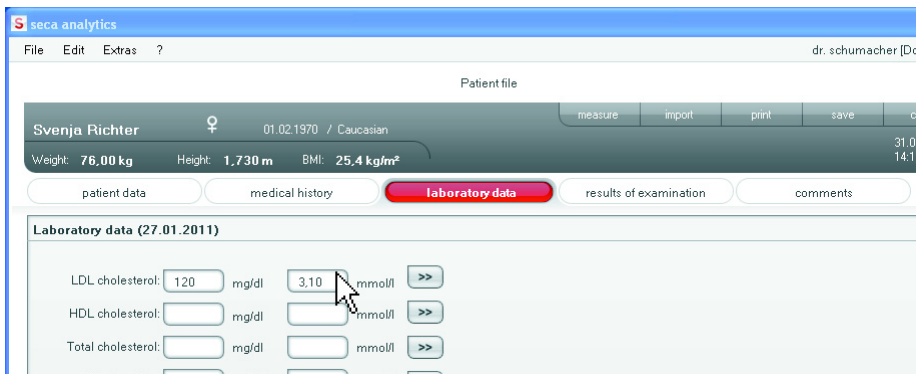 S seca analytics
File Edit Extras ? dr. schumacher [Do
Patient file
measure import print save c
Svenja Richter ♀ 01.02.1970 / Caucasian
31.0
Weight: 76,00 kg Height: 1,730 m BMI: 25,4 kg/m² 14:1
patient data medical history laboratory data results of examination comments
Laboratory data (27.01.2011)
LDL cholesterol: 120 mg/dl 3,10 mmol/l >>
HDL cholesterol: mg/dl mmol/l >>
Total cholesterol: mg/dl mmol/l >>